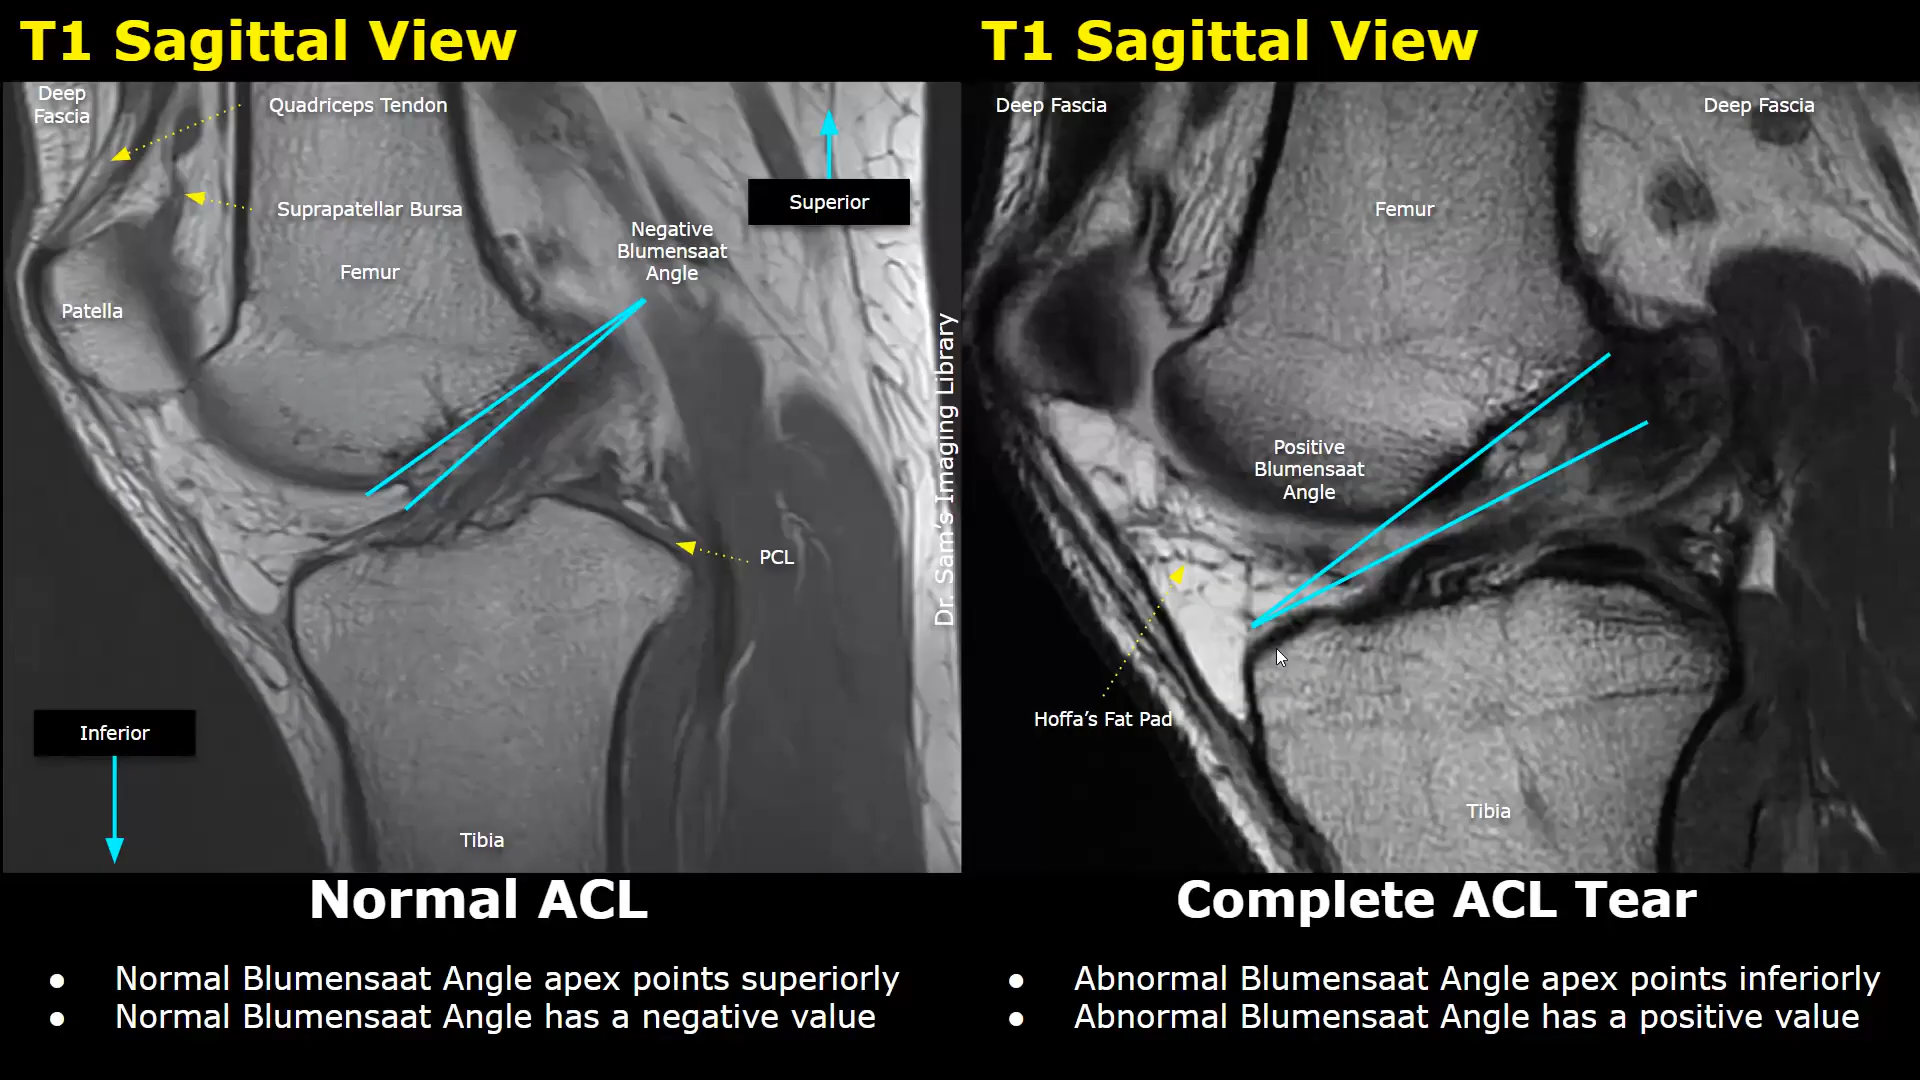 T1 Sagittal View
Deep
Fascia
Quadriceps Tendon
Suprapatellar Bursa
Superior
Negative
Blumensaat
Angle
Femur
Patella
PCL
Inferior
Tibia
Dr. Sam's Imaging Library
Normal ACL
● Normal Blumensaat Angle apex points superiorly
● Normal Blumensaat Angle has a negative value
T1 Sagittal View
Deep Fascia
Deep Fascia
Femur
Positive
Blumensaat
Angle
Hoffa’s Fat Pad
Tibia
Complete ACL Tear
● Abnormal Blumensaat Angle apex points inferiorly
● Abnormal Blumensaat Angle has a positive value